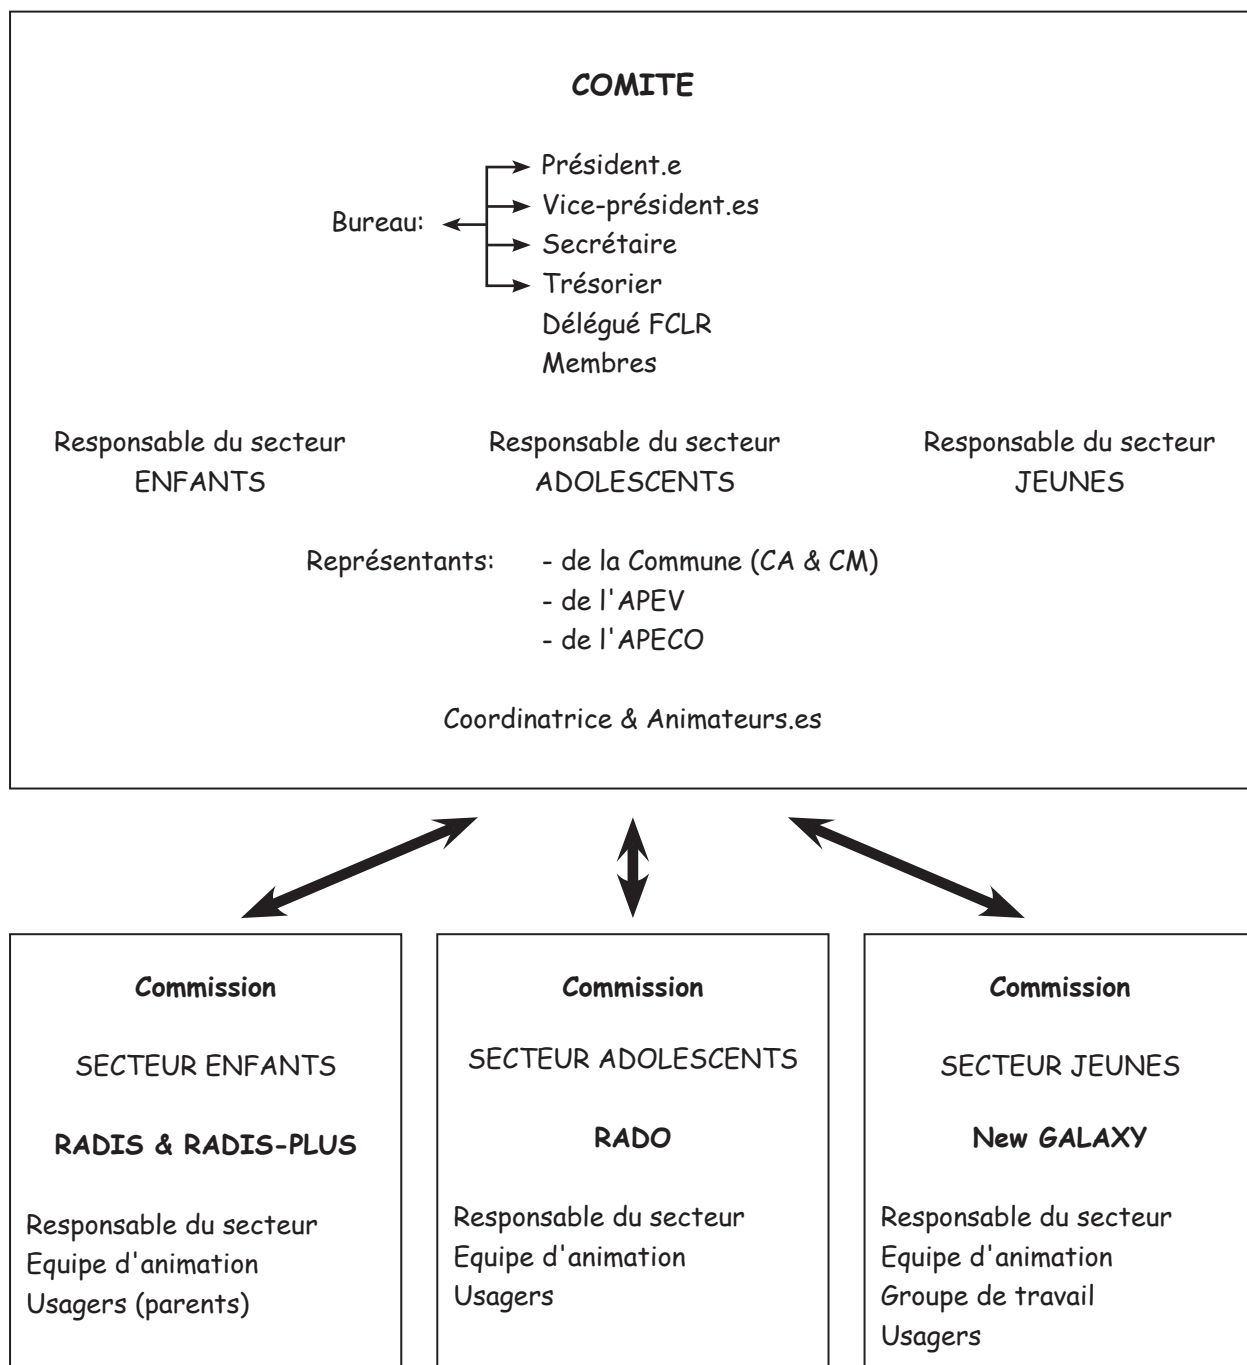 COMITE
Président.e
Bureau:
Vice-président.es
Secrétaire
Trésorier
Délégué FCLR
Membres
Responsable du secteur
ENFANTS
Responsable du secteur
ADOLESCENTS
Responsable du secteur
JEUNES
Représentants: - de la Commune (CA & CM)
- de l'APEV
- de l'APECO
Coordinatrice & Animateurs.es
Commission
SECTEUR ENFANTS
RADIS & RADIS-PLUS
Responsable du secteur
Equipe d'animation
Usagers (parents)
Commission
SECTEUR ADOLESCENTS
RADO
Responsable du secteur
Equipe d'animation
Usagers
Commission
SECTEUR JEUNES
New GALAXY
Responsable du secteur
Equipe d'animation
Groupe de travail
Usagers